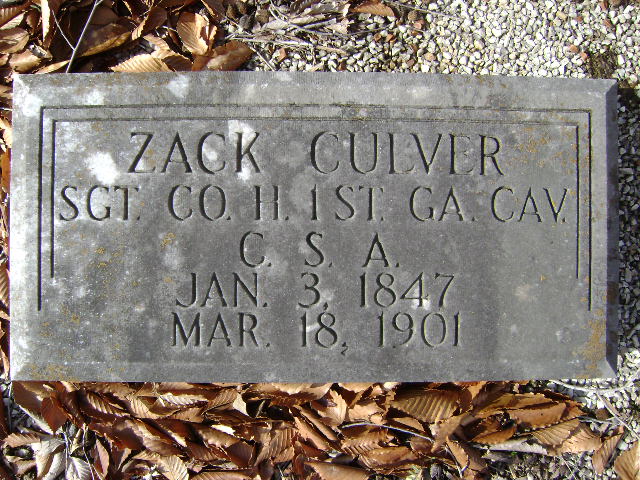 ZACK CULVER
SGT. CO. H. 1 ST. GA. CAV.
C. S. A.
JAN. 3, 1847
MAR. 18, 1901